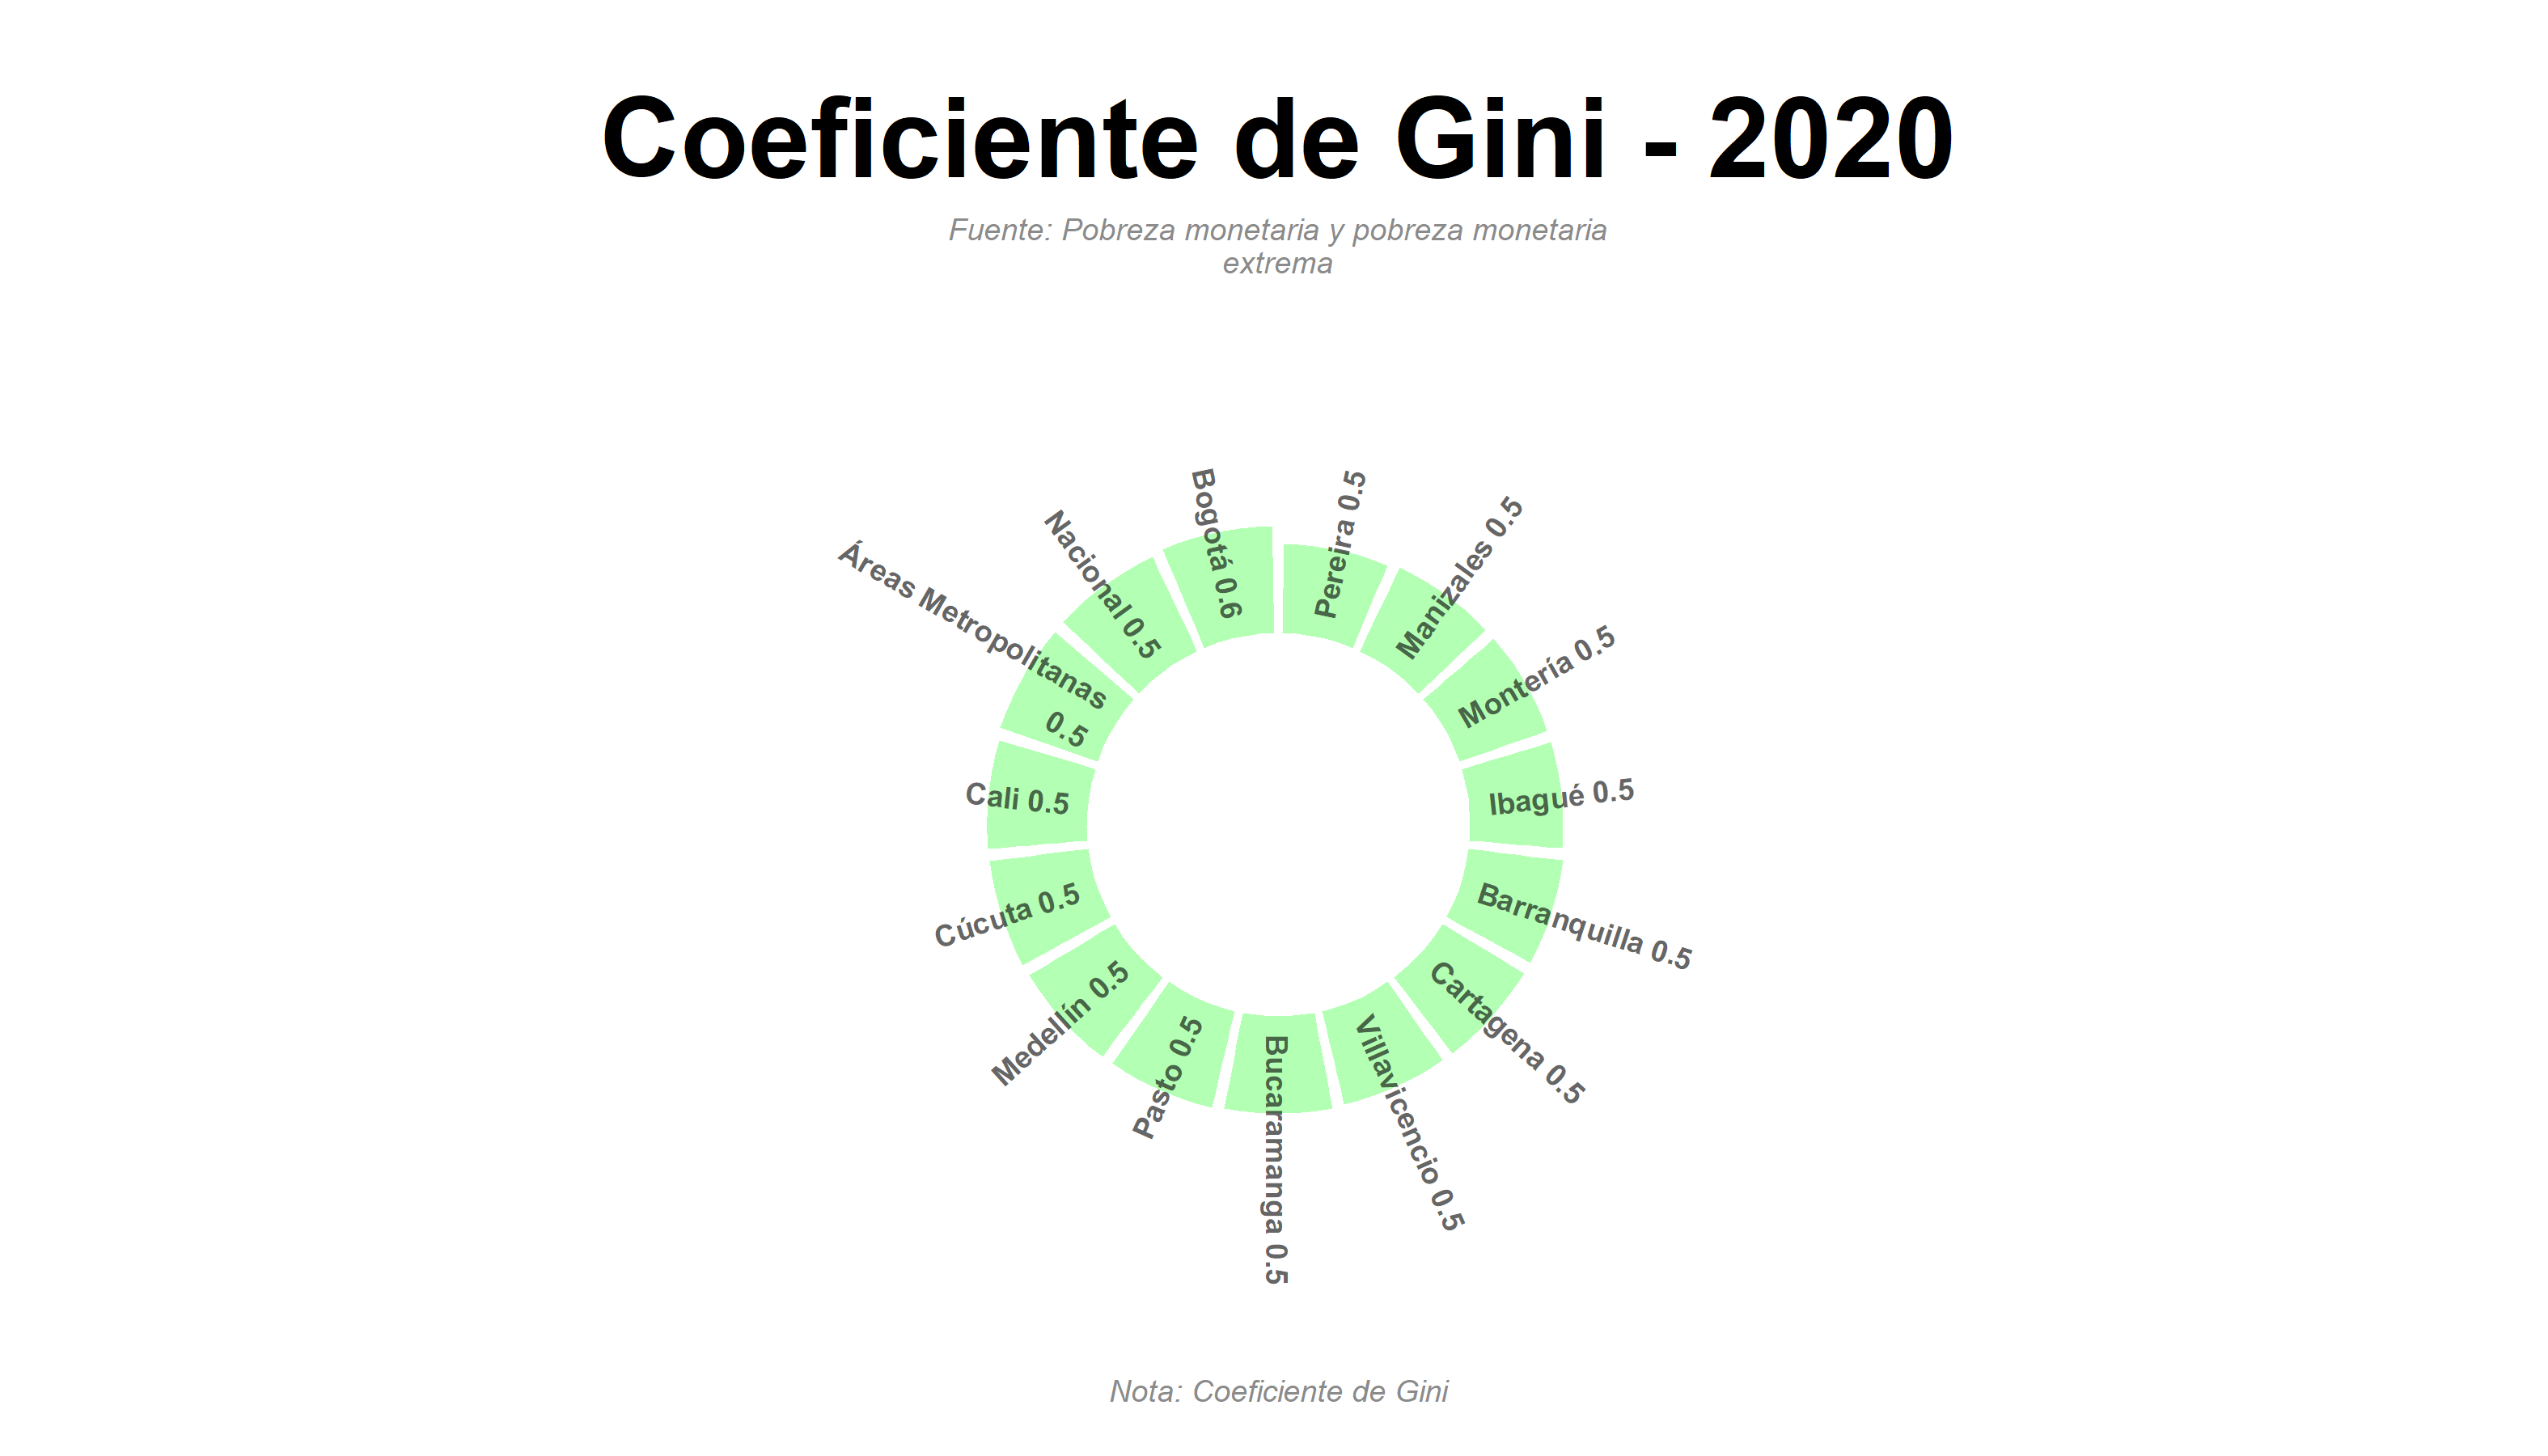 Coeficiente de Gini - 2020
Fuente: Pobreza monetaria y pobreza monetaria
extrema
Pereira 0.5
Manizales 0.5
Montería 0.5
Ibagué 0.5
Barranquilla 0.5
Cartagena 0.5
Villavicencio 0.5
Bucaramanga 0.5
Pasto 0.5
Medellín 0.5
Cúcuta 0.5
Cali 0.5
Áreas Metropolitanas
0.5
Nacional 0.5
Bogotá 0.6
Nota: Coeficiente de Gini